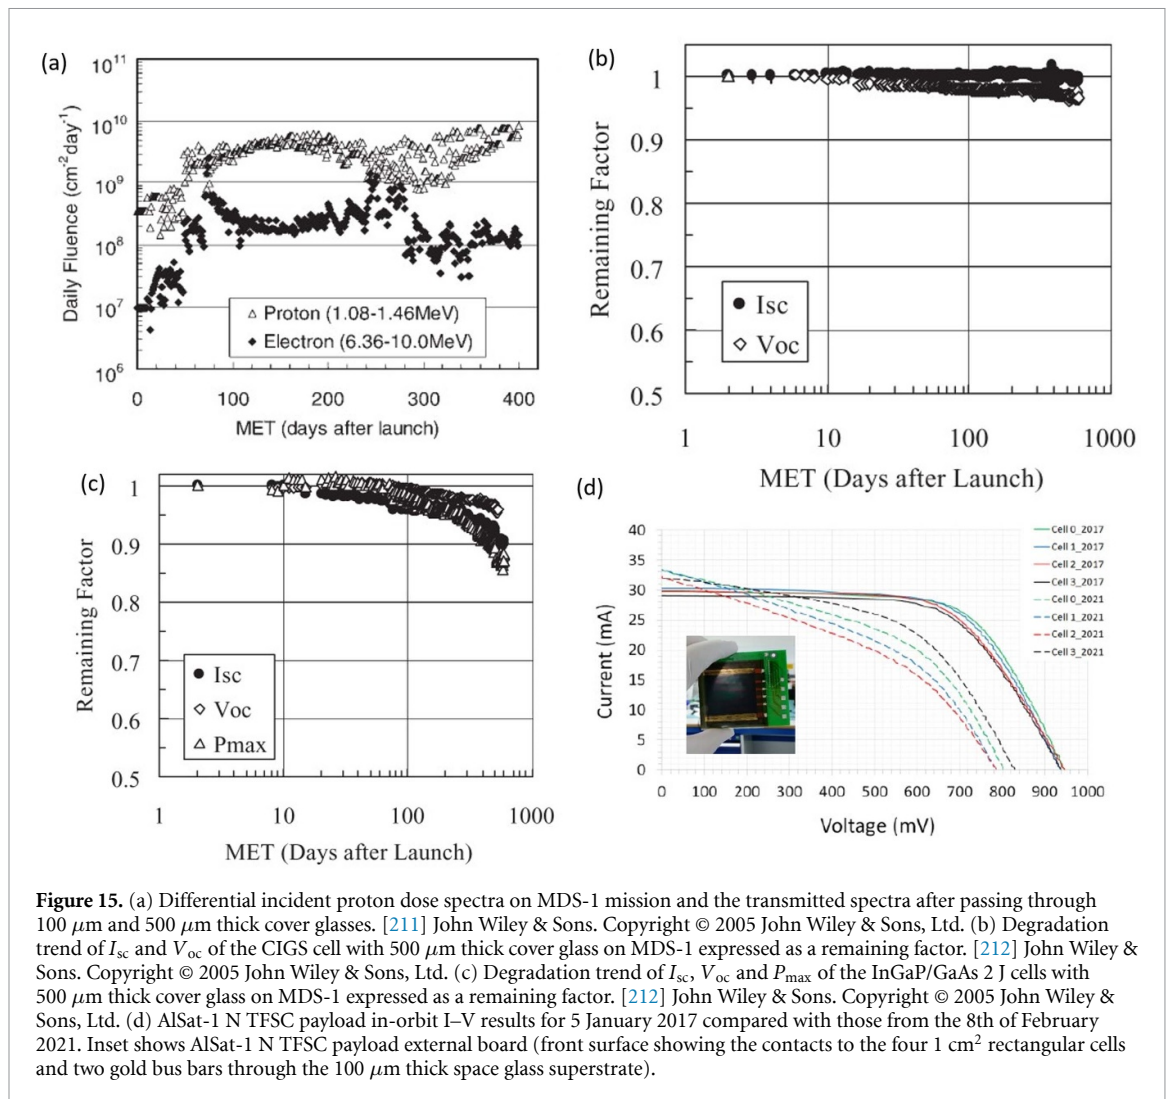 (a)
10^11
10^10
10^9
10^8
10^7
10^6
Daily Fluence (cm^-2 day^-1)
Proton (1.08-1.46MeV)
Electron (6.36-10.0MeV)
0 100 200 300 400
MET (days after launch)
(b)
1
0.9
0.8
0.7
0.6
0.5
Remaining Factor
Isc
Voc
1 10 100 1000
MET (Days after Launch)
(c)
1
0.9
0.8
0.7
0.6
0.5
Remaining Factor
Isc
Voc
Pmax
1 10 100 1000
MET (Days after Launch)
(d)
40
35
30
25
20
15
10
5
0
Current (mA)
Cell 0_2017
Cell 1_2017
Cell 2_2017
Cell 3_2017
Cell 0_2021
Cell 1_2021
Cell 2_2021
Cell 3_2021
0 100 200 300 400 500 600 700 800 900 1000
Voltage (mV)
Figure 15. (a) Differential incident proton dose spectra on MDS-1 mission and the transmitted spectra after passing through
100 μm and 500 μm thick cover glasses. [211] John Wiley & Sons. Copyright © 2005 John Wiley & Sons, Ltd. (b) Degradation
trend of Isc and Voc of the CIGS cell with 500 μm thick cover glass on MDS-1 expressed as a remaining factor. [212] John Wiley &
Sons. Copyright © 2005 John Wiley & Sons, Ltd. (c) Degradation trend of Isc, Voc and Pmax of the InGaP/GaAs 2 J cells with
500 μm thick cover glass on MDS-1 expressed as a remaining factor. [212] John Wiley & Sons. Copyright © 2005 John Wiley &
Sons, Ltd. (d) AlSat-1 N TFSC payload in-orbit I–V results for 5 January 2017 compared with those from the 8th of February
2021. Inset shows AlSat-1 N TFSC payload external board (front surface showing the contacts to the four 1 cm² rectangular cells
and two gold bus bars through the 100 μm thick space glass superstrate).